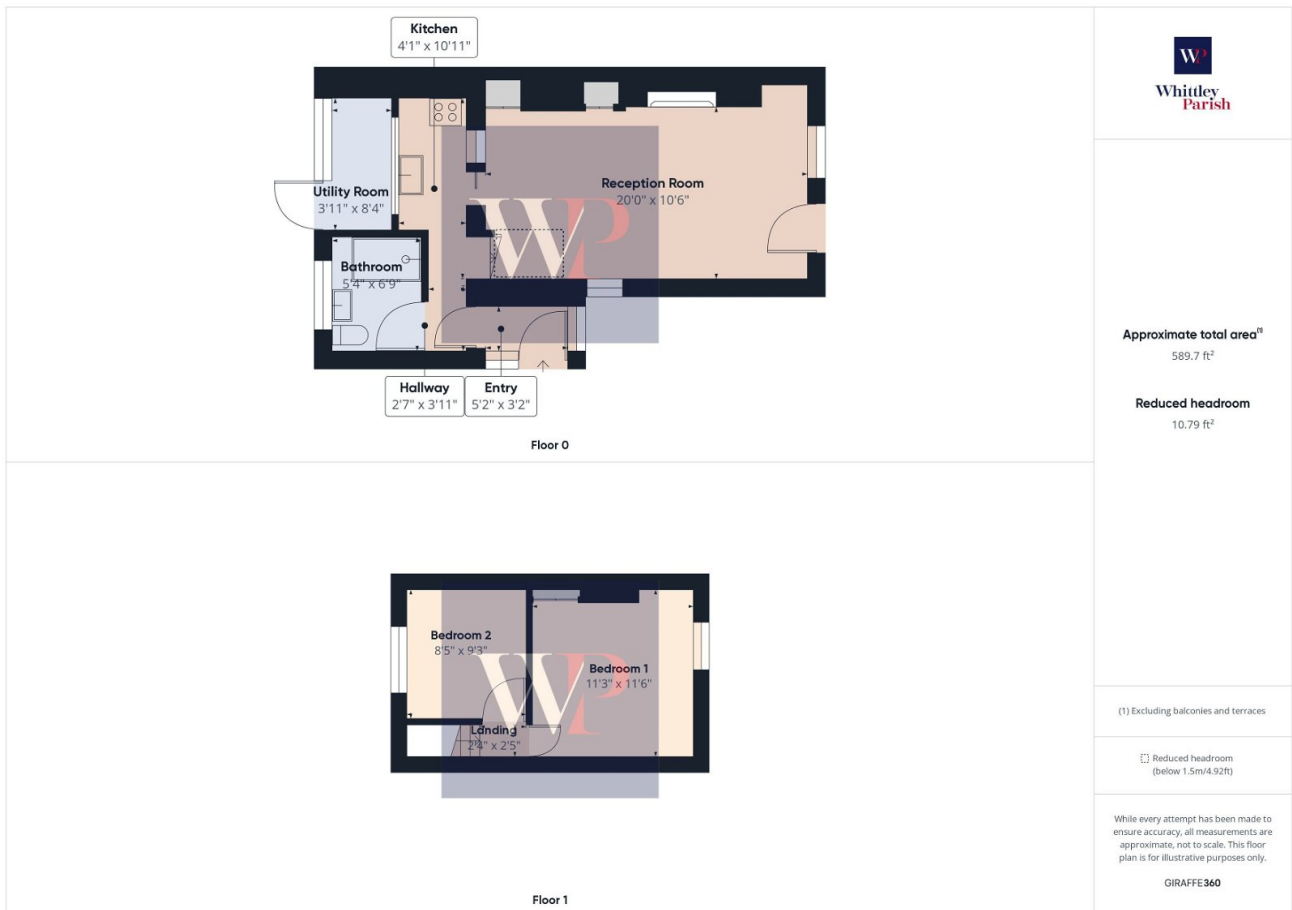 Kitchen
4'1" x 10'11"
Utility Room
3'11" x 8'4"
Reception Room
20'0" x 10'6"
Bathroom
5'4" x 6'9"
WP
Hallway
2'7" x 3'11"
Entry
5'2" x 3'2"
Floor 0
Bedroom 2
8'5" x 9'3"
Bedroom 1
11'3" x 11'6"
WP
Landing
2'4" x 2'5"
Floor 1
WP
Whittley
Parish
Approximate total area(1)
589.7 ft²
Reduced headroom
10.79 ft²
(1) Excluding balconies and terraces
Reduced headroom
(below 1.5m/4.92ft)
While every attempt has been made to
ensure accuracy, all measurements are
approximate, not to scale. This floor
plan is for illustrative purposes only.
GIRAFFE360